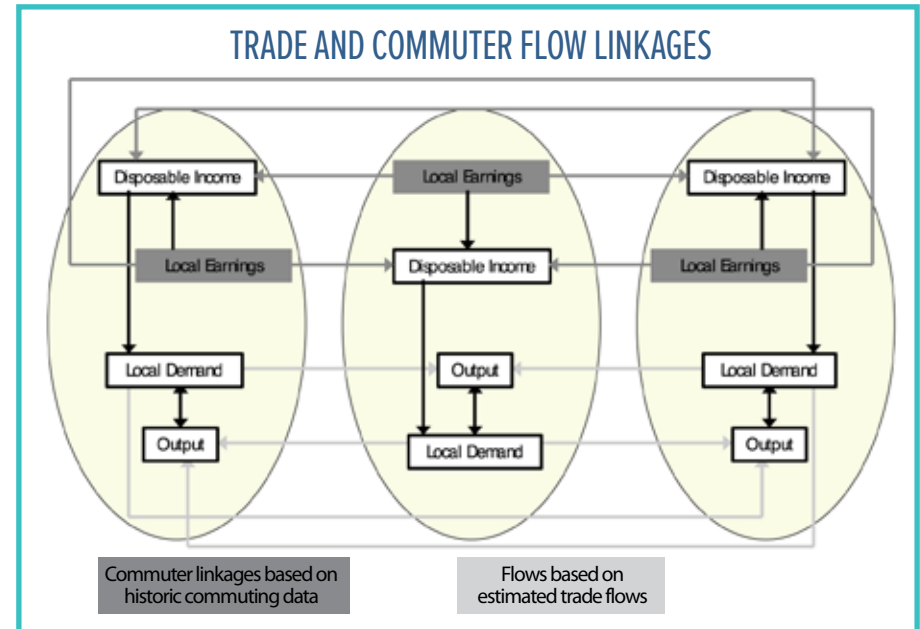 TRADE AND COMMUTER FLOW LINKAGES
Disposable Income
Local Earnings
Disposable Income
Local Earnings
Disposable Income
Local Earnings
Local Demand
Output
Local Demand
Output
Local Demand
Output
Commuter linkages based on
historic commuting data
Flows based on
estimated trade flows